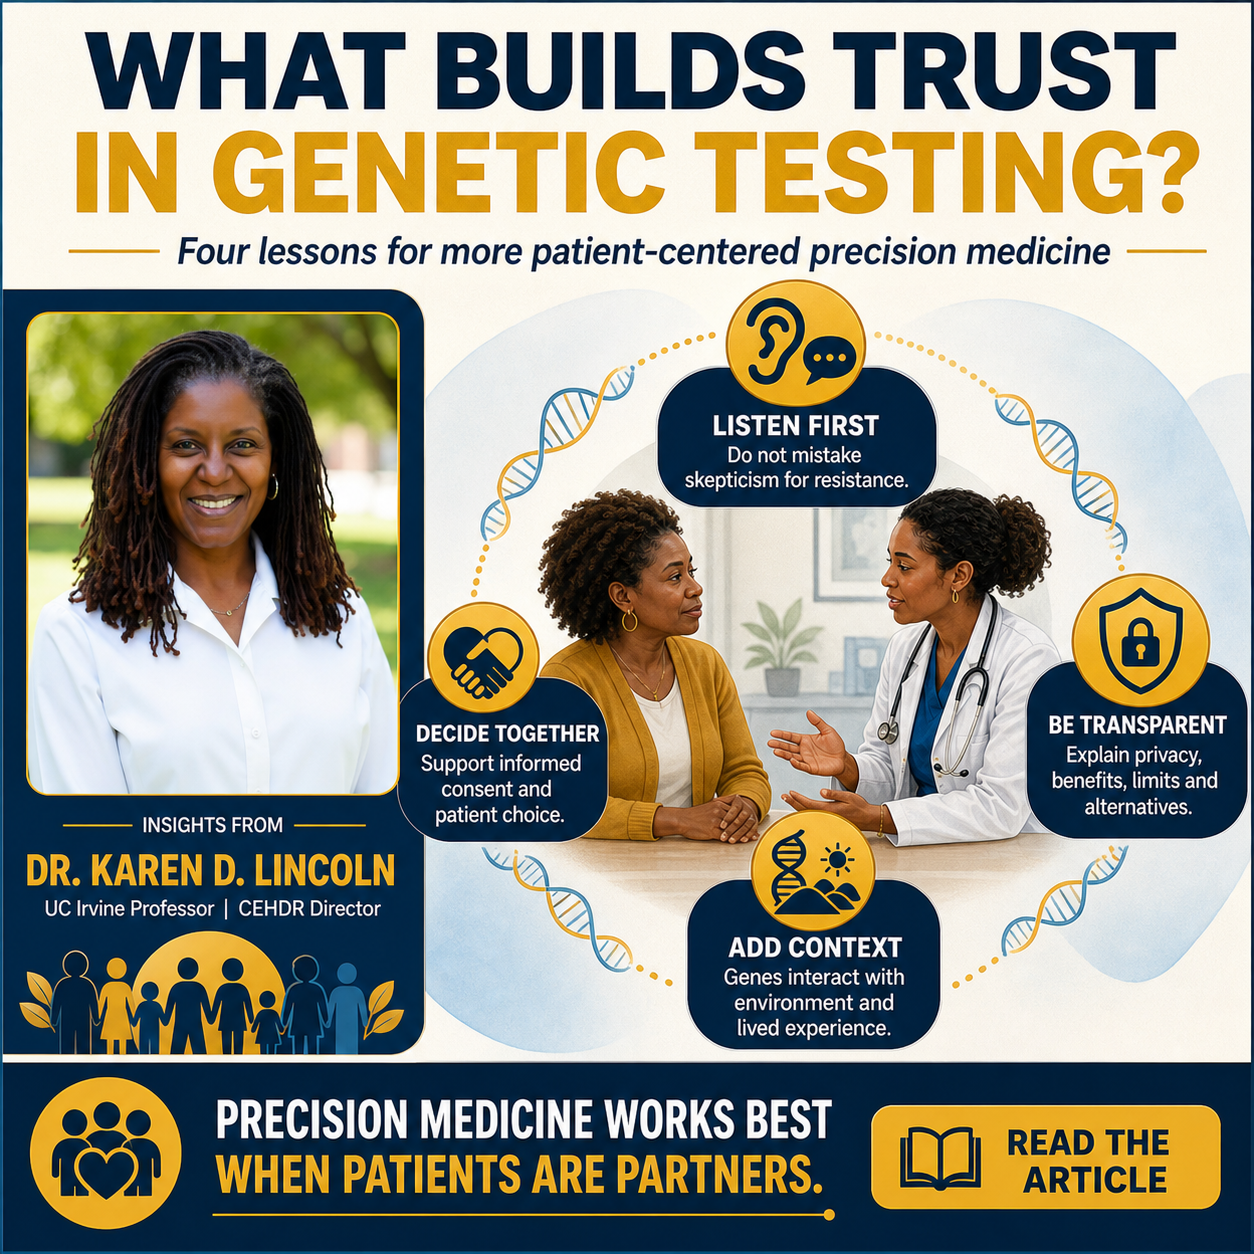 WHAT BUILDS TRUST
IN GENETIC TESTING?
Four lessons for more patient-centered precision medicine
LISTEN FIRST
Do not mistake
skepticism for resistance.
BE TRANSPARENT
Explain privacy,
benefits, limits and
alternatives.
DECIDE TOGETHER
Support informed
consent and
patient choice.
ADD CONTEXT
Genes interact with
environment and
lived experience.
INSIGHTS FROM
DR. KAREN D. LINCOLN
UC Irvine Professor | CEHDR Director
PRECISION MEDICINE WORKS BEST
WHEN PATIENTS ARE PARTNERS.
READ THE
ARTICLE